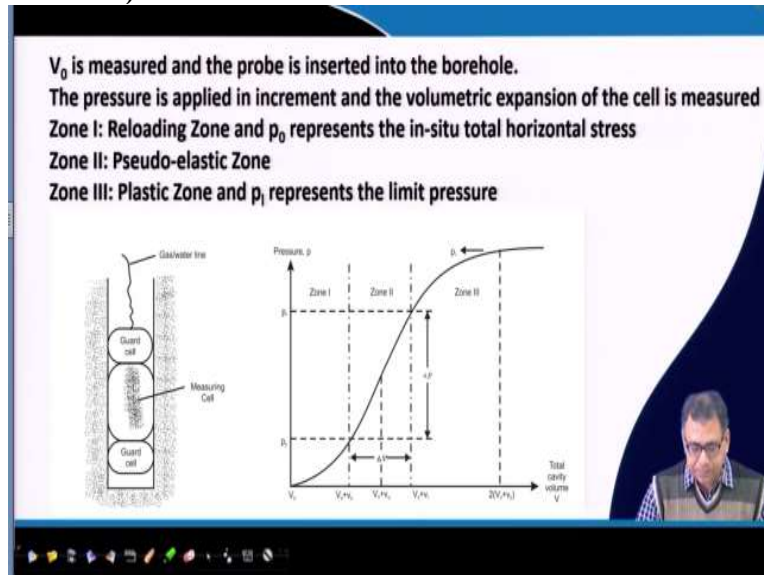 V₀ is measured and the probe is inserted into the borehole.
The pressure is applied in increment and the volumetric expansion of the cell is measured
Zone I: Reloading Zone and p₀ represents the in-situ total horizontal stress
Zone II: Pseudo-elastic Zone
Zone III: Plastic Zone and pₗ represents the limit pressure
Gas/water line
Guard
cell
Measuring
Cell
Guard
cell
Pressure, p
Zone I
Zone II
Zone III
ΔV
Total
cavity
volume
V